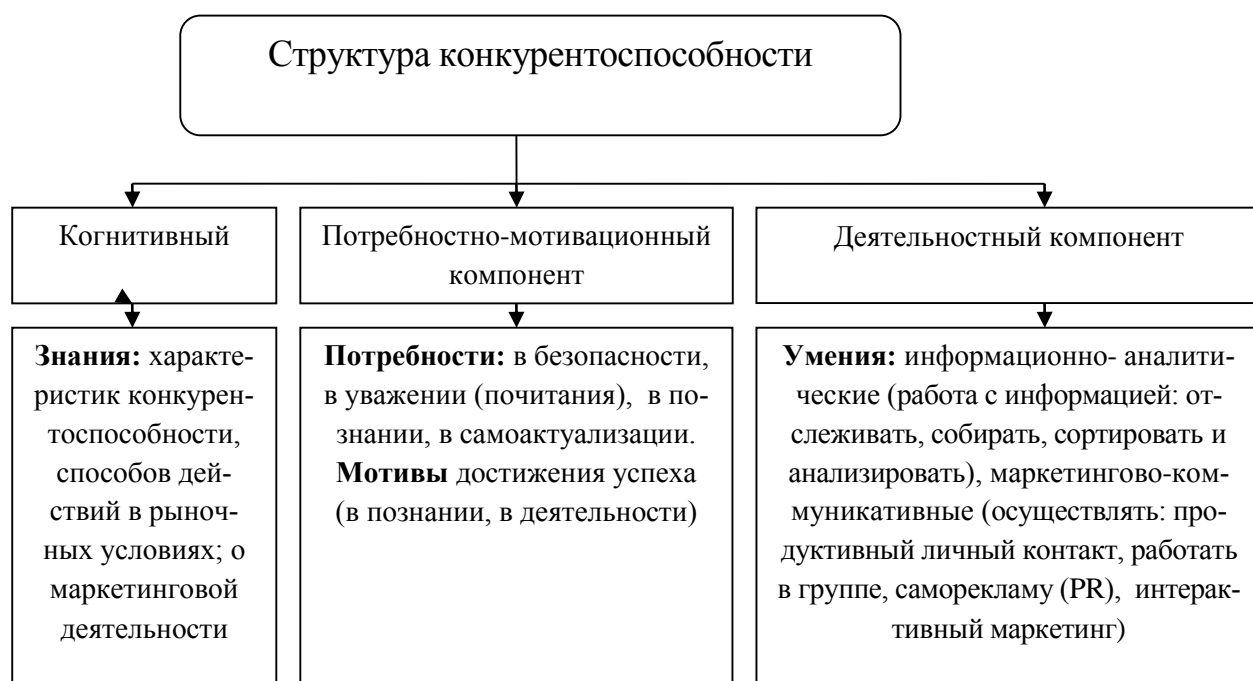 Структура конкурентоспособности
Когнитивный
Потребностно-мотивационный
компонент
Деятельностный компонент
Знания: характе-
ристик конкурен-
тоспособности,
способов дей-
ствий в рыноч-
ных условиях; о
маркетинговой
деятельности
Потребности: в безопасности,
в уважении (почитания), в по-
знании, в самоактуализации.
Мотивы достижения успеха
(в познании, в деятельности)
Умения: информационно- аналити-
ческие (работа с информацией: от-
слеживать, собирать, сортировать и
анализировать), маркетингово-ком-
муникативные (осуществлять: про-
дуктивный личный контакт, работать
в группе, саморекламу (PR), интерак-
тивный маркетинг)